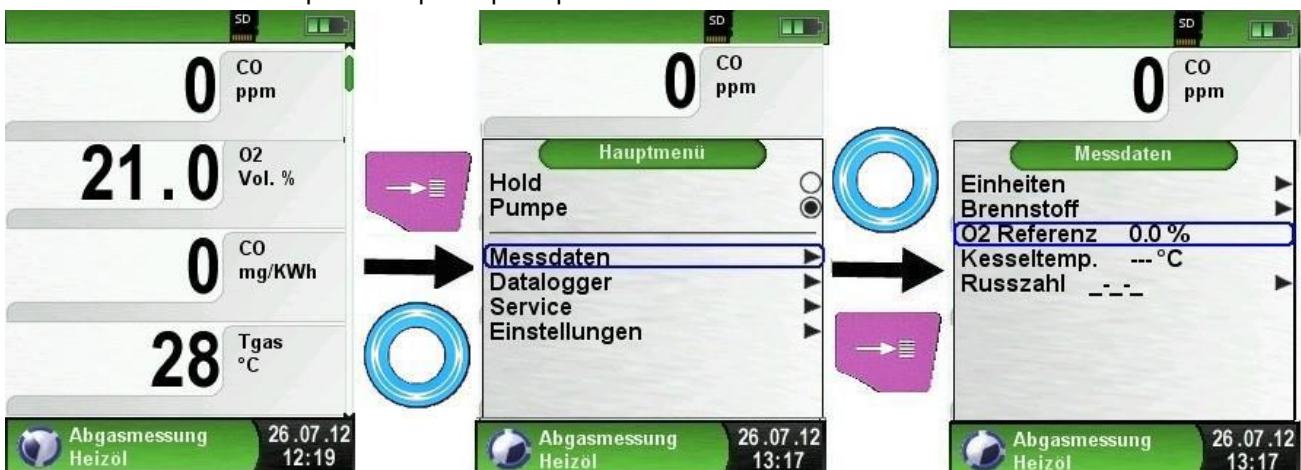 SD
0 CO ppm
21.0 O2 Vol. %
0 CO mg/KWh
28 Tgas °C
Abgasmessung 26.07.12
Heizöl 12:19
SD
0 CO ppm
Hauptmenü
Hold
Pumpe
Messdaten
Datalogger
Service
Einstellungen
Abgasmessung 26.07.12
Heizöl 13:17
SD
0 CO ppm
Messdaten
Einheiten
Brennstoff
O2 Referenz 0.0 %
Kesseltemp. --- °C
Russzahl _-_-_
Abgasmessung 26.07.12
Heizöl 13:17